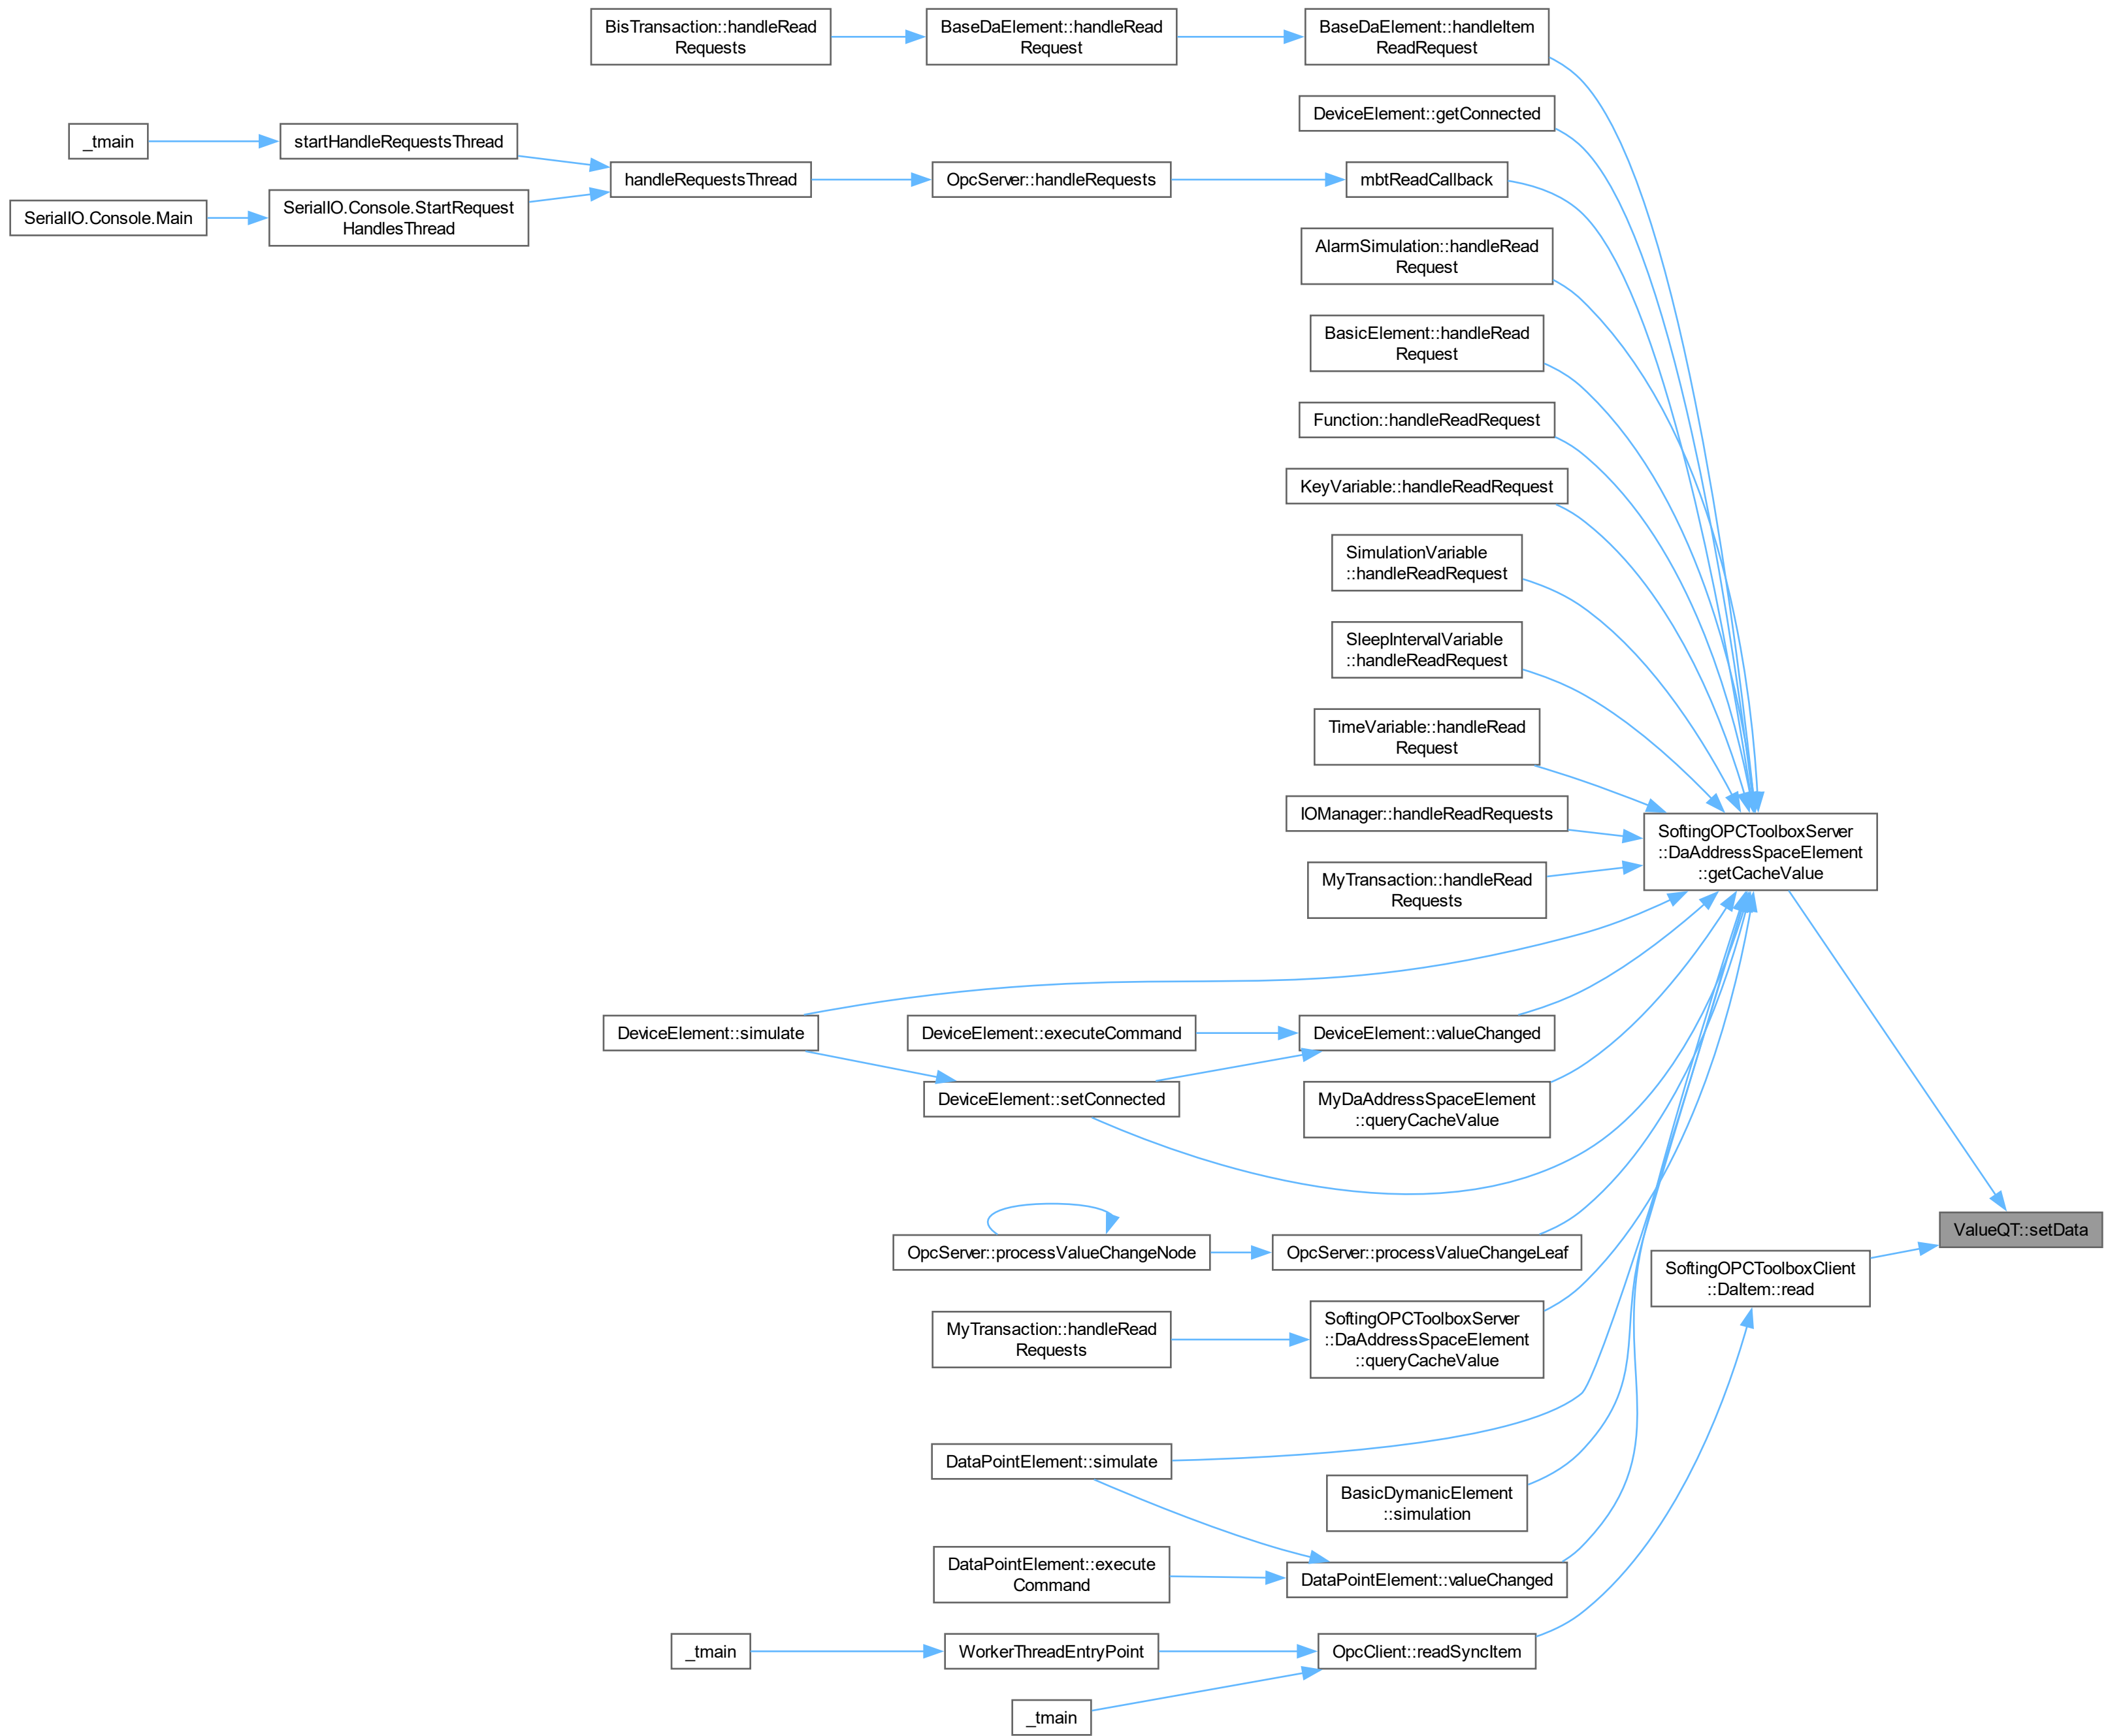 BisTransaction::handleRead
Requests
BaseDaElement::handleRead
Request
BaseDaElement::handleItem
ReadRequest
DeviceElement::getConnected
_tmain
startHandleRequestsThread
handleRequestsThread
OpcServer::handleRequests
mbtReadCallback
SerialIO.Console.Main
SerialIO.Console.StartRequest
HandlesThread
AlarmSimulation::handleRead
Request
BasicElement::handleRead
Request
Function::handleReadRequest
KeyVariable::handleReadRequest
SimulationVariable
::handleReadRequest
SleepIntervalVariable
::handleReadRequest
TimeVariable::handleRead
Request
IOManager::handleReadRequests
SoftingOPCToolboxServer
::DaAddressSpaceElement
::getCacheValue
MyTransaction::handleRead
Requests
DeviceElement::simulate
DeviceElement::executeCommand
DeviceElement::valueChanged
DeviceElement::setConnected
MyDaAddressSpaceElement
::queryCacheValue
ValueQT::setData
OpcServer::processValueChangeNode
OpcServer::processValueChangeLeaf
SoftingOPCToolboxClient
::DaItem::read
MyTransaction::handleRead
Requests
SoftingOPCToolboxServer
::DaAddressSpaceElement
::queryCacheValue
DataPointElement::simulate
BasicDymanicElement
::simulation
DataPointElement::execute
Command
DataPointElement::valueChanged
_tmain
WorkerThreadEntryPoint
OpcClient::readSyncItem
_tmain